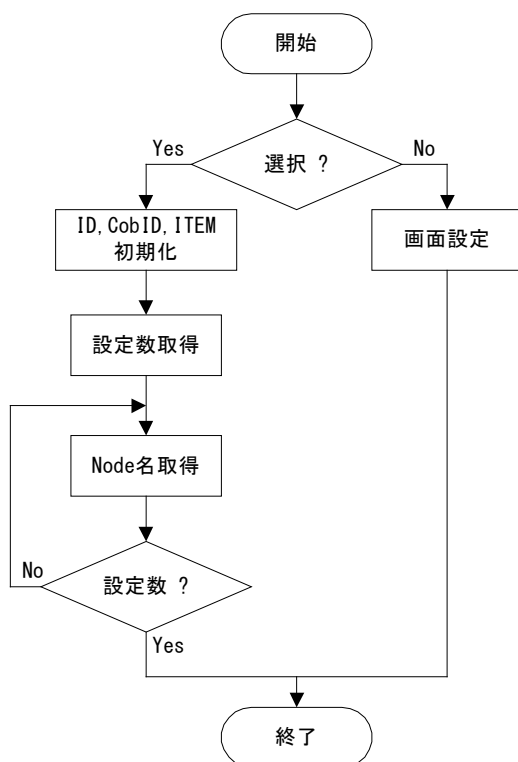 開始
選択 ?
Yes
No
ID,CobID,ITEM
初期化
画面設定
設定数取得
Node名取得
設定数 ?
No
Yes
終了